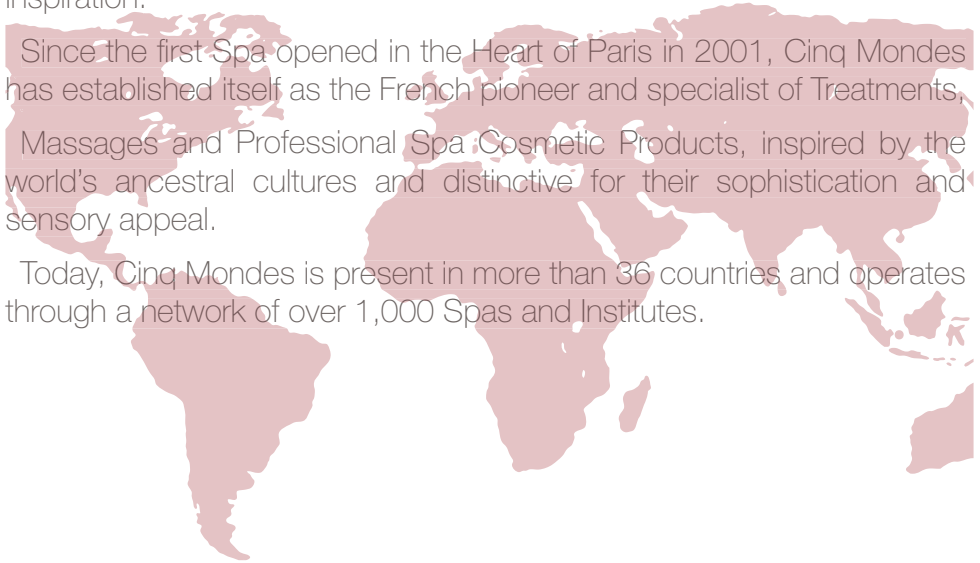 inspiration.
Since the first Spa opened in the Heart of Paris in 2001, Cinq Mondes
has established itself as the French pioneer and specialist of Treatments,
Massages and Professional Spa Cosmetic Products, inspired by the
world's ancestral cultures and distinctive for their sophistication and
sensory appeal.
Today, Cinq Mondes is present in more than 36 countries and operates
through a network of over 1,000 Spas and Institutes.